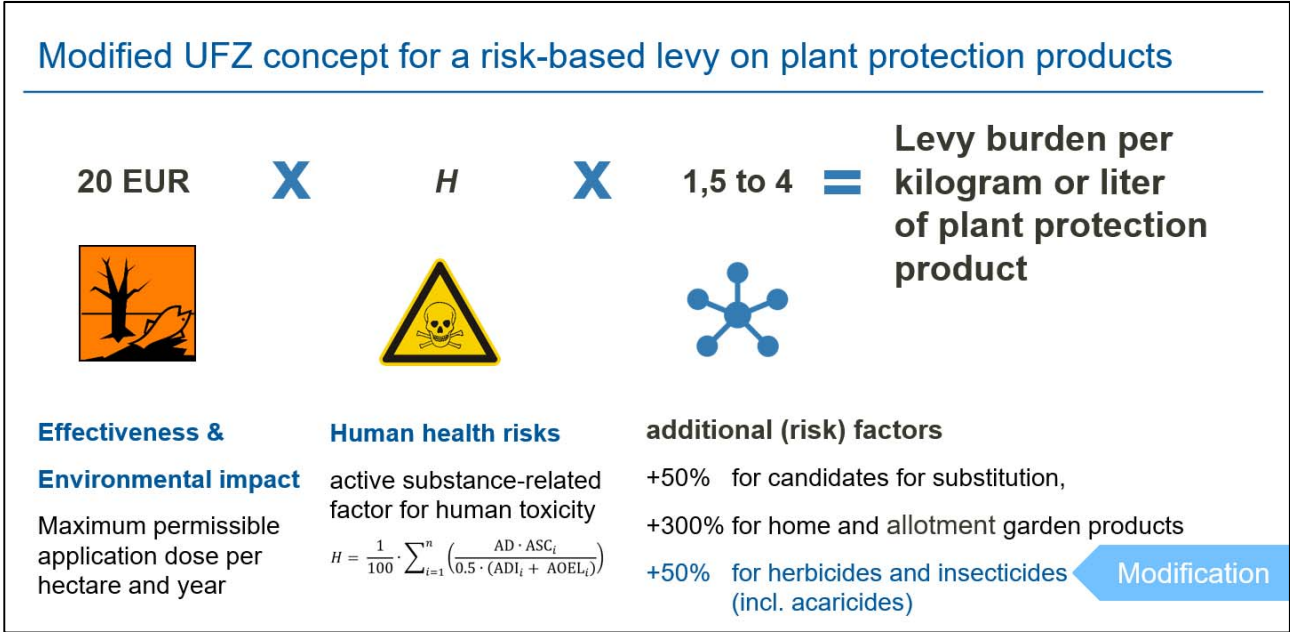 Modified UFZ concept for a risk-based levy on plant protection products
20 EUR X H X 1,5 to 4 =
Levy burden per
kilogram or liter
of plant protection
product
Effectiveness &
Environmental impact
Maximum permissible
application dose per
hectare and year
Human health risks
active substance-related
factor for human toxicity
H = 1/100 · ∑ⁿᵢ₌₁ (AD · ASCᵢ / 0.5 · (ADIᵢ + AOELᵢ))
additional (risk) factors
+50% for candidates for substitution,
+300% for home and allotment garden products
+50% for herbicides and insecticides
(incl. acaricides)
Modification